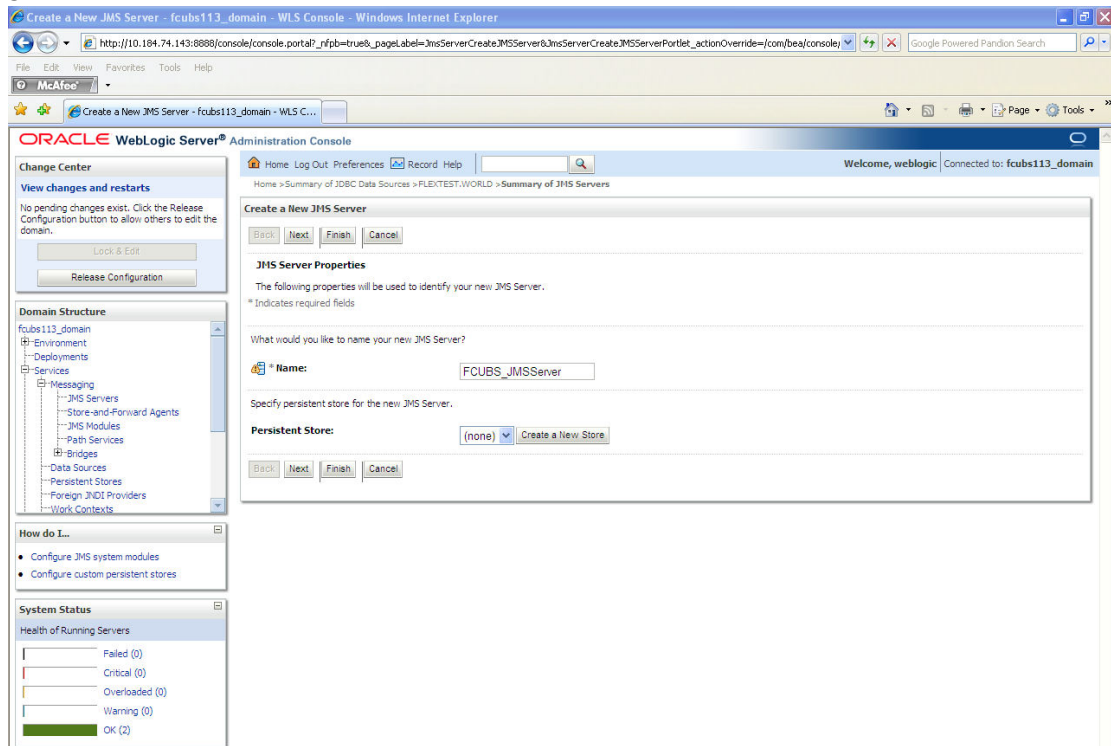 Create a New JMS Server - fcubs113_domain - WLS Console - Windows Internet Explorer
http://10.184.74.143:8888/console/console.portal?_nfpb=true&_pageLabel=JmsServerCreateJMSServer&JmsServerCreateJMSServerPortlet_actionOverride=/com/bea/console/
Google Powered Pandion Search
File Edit View Favorites Tools Help
McAfee
Create a New JMS Server - fcubs113_domain - WLS C...
Page Tools »
ORACLE WebLogic Server® Administration Console
Change Center
View changes and restarts
No pending changes exist. Click the Release
Configuration button to allow others to edit the
domain.
Lock & Edit
Release Configuration
Domain Structure
fcubs113_domain
Environment
Deployments
Services
Messaging
JMS Servers
Store-and-Forward Agents
JMS Modules
Path Services
Bridges
Data Sources
Persistent Stores
Foreign JNDI Providers
Work Contexts
How do I...
Configure JMS system modules
Configure custom persistent stores
System Status
Health of Running Servers
Failed (0)
Critical (0)
Overloaded (0)
Warning (0)
OK (2)
Home Log Out Preferences Record Help
Welcome, weblogic Connected to: fcubs113_domain
Home >Summary of JDBC Data Sources >FLEXTEST.WORLD >Summary of JMS Servers
Create a New JMS Server
Back Next Finish Cancel
JMS Server Properties
The following properties will be used to identify your new JMS Server.
* Indicates required fields
What would you like to name your new JMS Server?
* Name: FCUBS_JMSServer
Specify persistent store for the new JMS Server.
Persistent Store: (none) Create a New Store
Back Next Finish Cancel